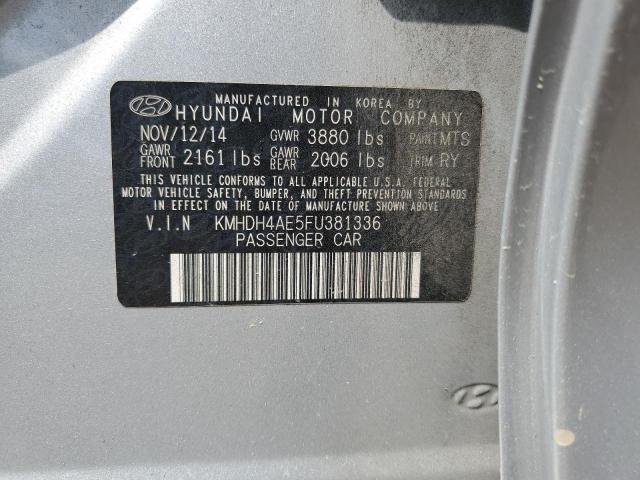 MANUFACTURED IN KOREA BY
HYUNDAI MOTOR COMPANY
NOV/12/14 GVWR 3880 lbs PAINT MTS
GAWR FRONT 2161 lbs GAWR REAR 2006 lbs TRIM RY
THIS VEHICLE CONFORMS TO ALL APPLICABLE U.S.A. FEDERAL
MOTOR VEHICLE SAFETY, BUMPER, AND THEFT PREVENTION STANDARDS
IN EFFECT ON THE DATE OF MANUFACTURE SHOWN ABOVE.
V.I.N KMHDH4AE5FU381336
PASSENGER CAR